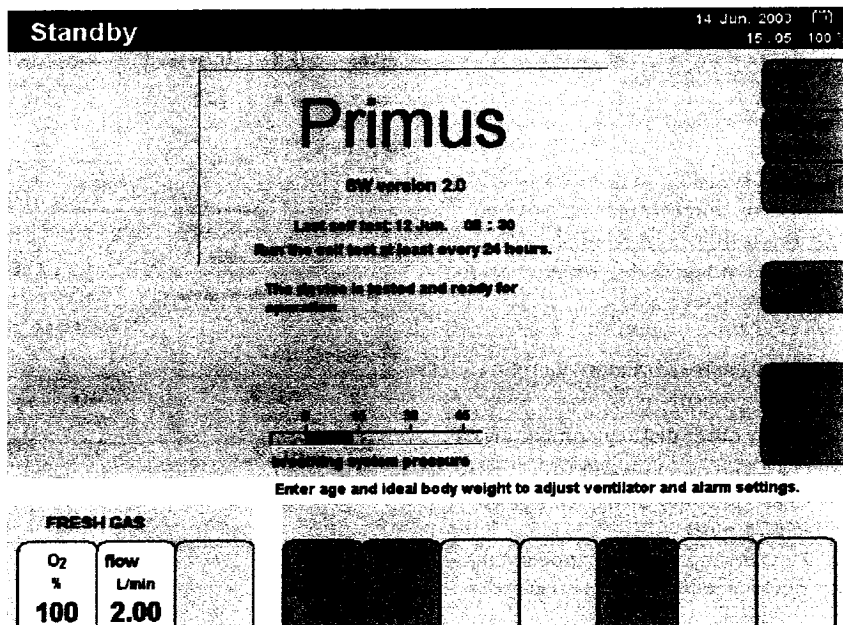 Standby
14 Jun. 2003
15 . 05 100
Primus
SW version 2.0
Last self test: 12 Jun. 08 : 30
Run the self test at least every 24 hours.
The device is tested and ready for
operation.
0 15 30 45
breathing system pressure
Enter age and ideal body weight to adjust ventilator and alarm settings.
FRESH GAS
O2 flow
% L/min
100 2.00